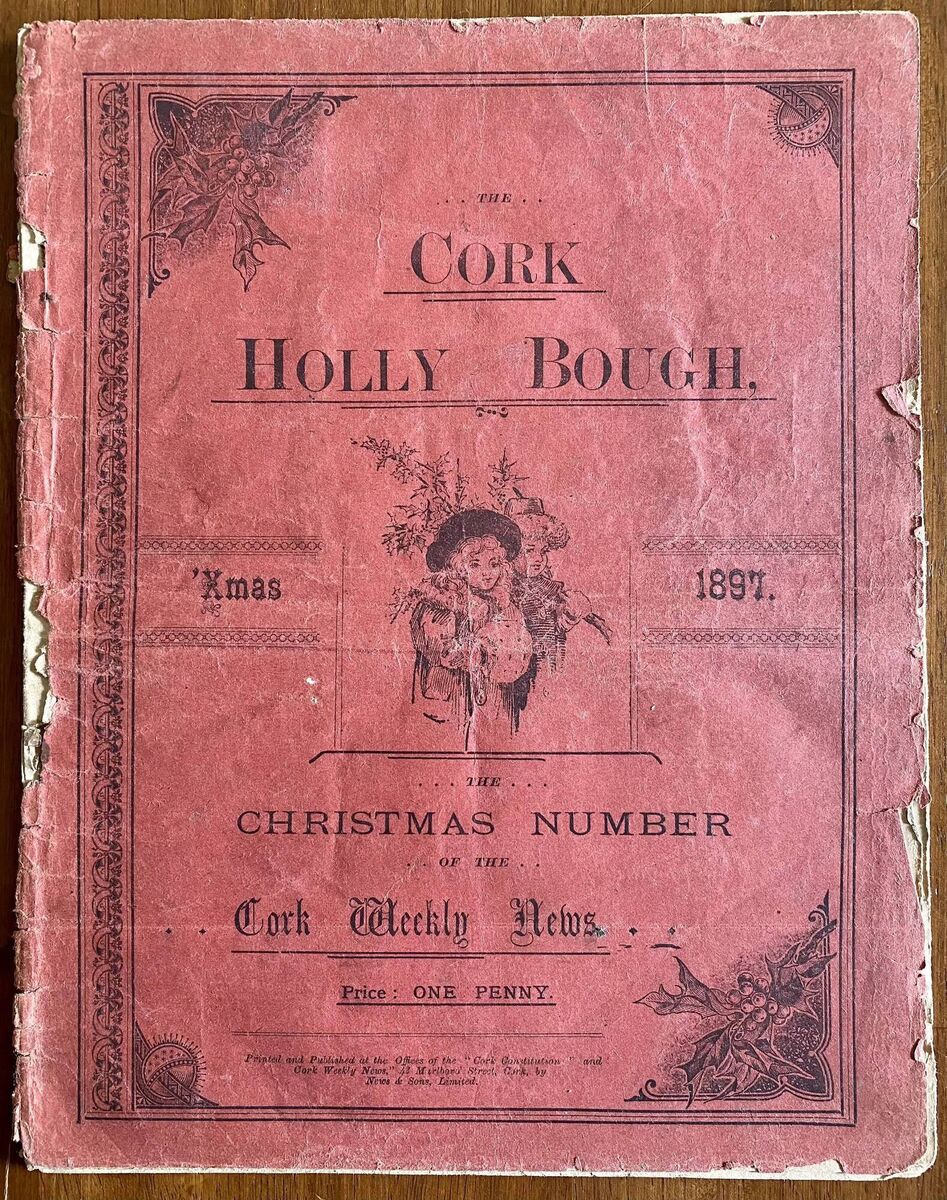 ... THE ..
CORK
HOLLY BOUGH,
'Xmas 1897.
... THE ...
CHRISTMAS NUMBER
.. OF THE ..
.. Cork Weekly News. . .
Price: ONE PENNY.
Printed and Published at the Offices of the "Cork Constitution" and
Cork Weekly News," 42 Marlboro' Street, Cork, by
News & Sons, Limited.